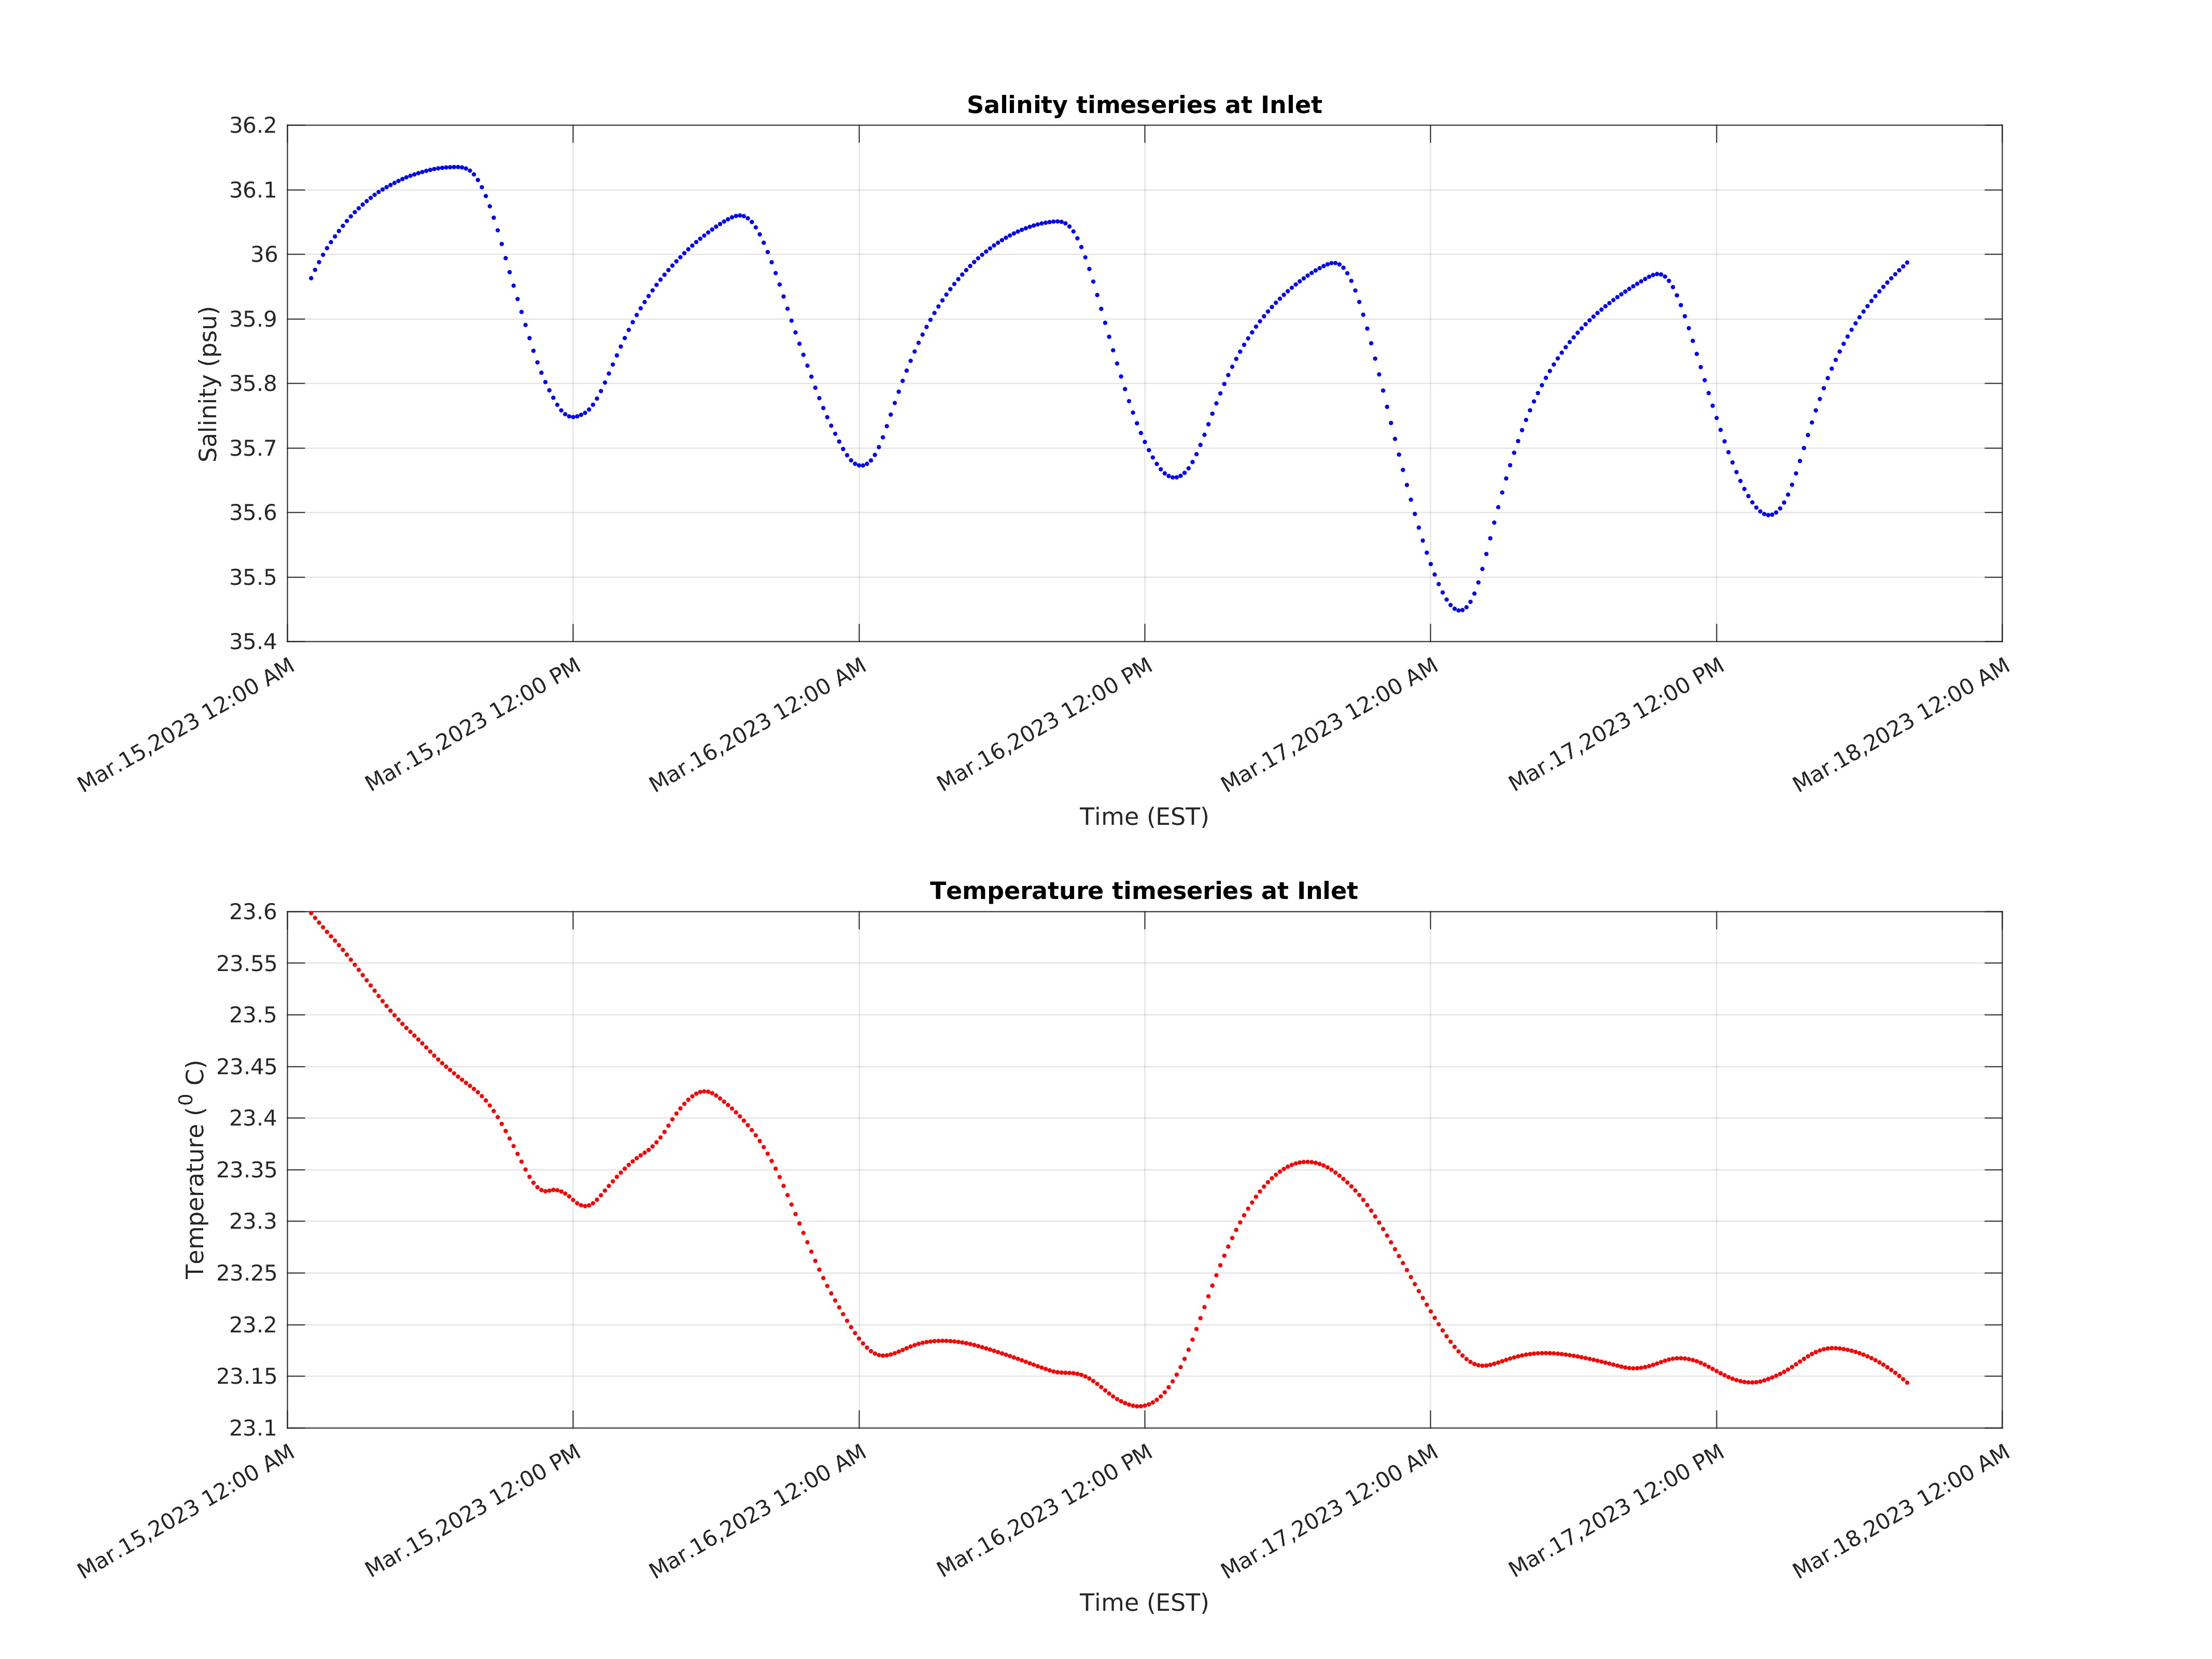 Salinity timeseries at Inlet
36.2
36.1
36
35.9
35.8
35.7
35.6
35.5
35.4
Salinity (psu)
Mar.15,2023 12:00 AM
Mar.15,2023 12:00 PM
Mar.16,2023 12:00 AM
Mar.16,2023 12:00 PM
Mar.17,2023 12:00 AM
Mar.17,2023 12:00 PM
Mar.18,2023 12:00 AM
Time (EST)
Temperature timeseries at Inlet
23.6
23.55
23.5
23.45
23.4
23.35
23.3
23.25
23.2
23.15
23.1
Temperature (⁰ C)
Mar.15,2023 12:00 AM
Mar.15,2023 12:00 PM
Mar.16,2023 12:00 AM
Mar.16,2023 12:00 PM
Mar.17,2023 12:00 AM
Mar.17,2023 12:00 PM
Mar.18,2023 12:00 AM
Time (EST)